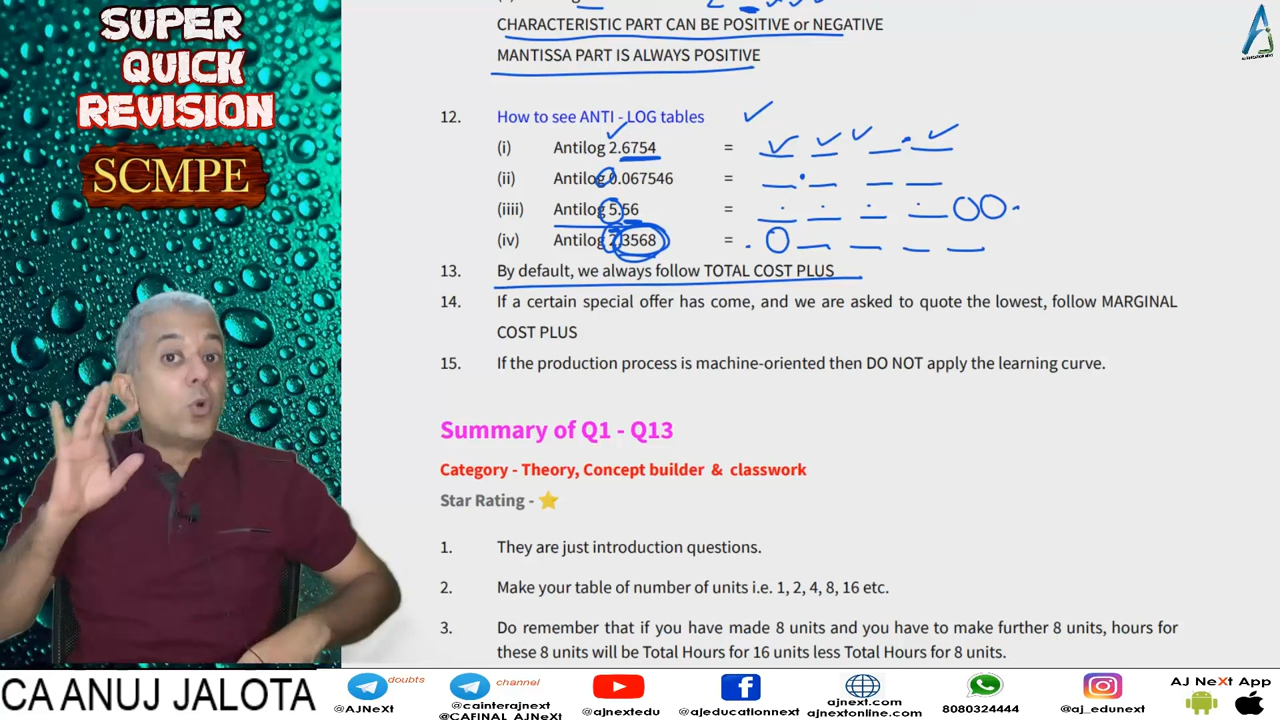 SUPER
QUICK
REVISION
SCMPE
CHARACTERISTIC PART CAN BE POSITIVE or NEGATIVE
MANTISSA PART IS ALWAYS POSITIVE
12. How to see ANTI - LOG tables
(i) Antilog 2.6754 =
(ii) Antilog 0.067546 =
(iiii) Antilog 5.56 = 00.
(iv) Antilog 2.3568 = . 0
13. By default, we always follow TOTAL COST PLUS
14. If a certain special offer has come, and we are asked to quote the lowest, follow MARGINAL
COST PLUS
15. If the production process is machine-oriented then DO NOT apply the learning curve.
Summary of Q1 - Q13
Category - Theory, Concept builder & classwork
Star Rating -
1. They are just introduction questions.
2. Make your table of number of units i.e. 1, 2, 4, 8, 16 etc.
3. Do remember that if you have made 8 units and you have to make further 8 units, hours for
these 8 units will be Total Hours for 16 units less Total Hours for 8 units.
CA ANUJ JALOTA
doubts
@AJNeXt
channel
@cainterajnext
@CAFINAL_AJNeXt
@ajnextedu
@ajeducationnext
ajnext.com
ajnextonline.com
8080324444
@aj_edunext
AJ NeXt App